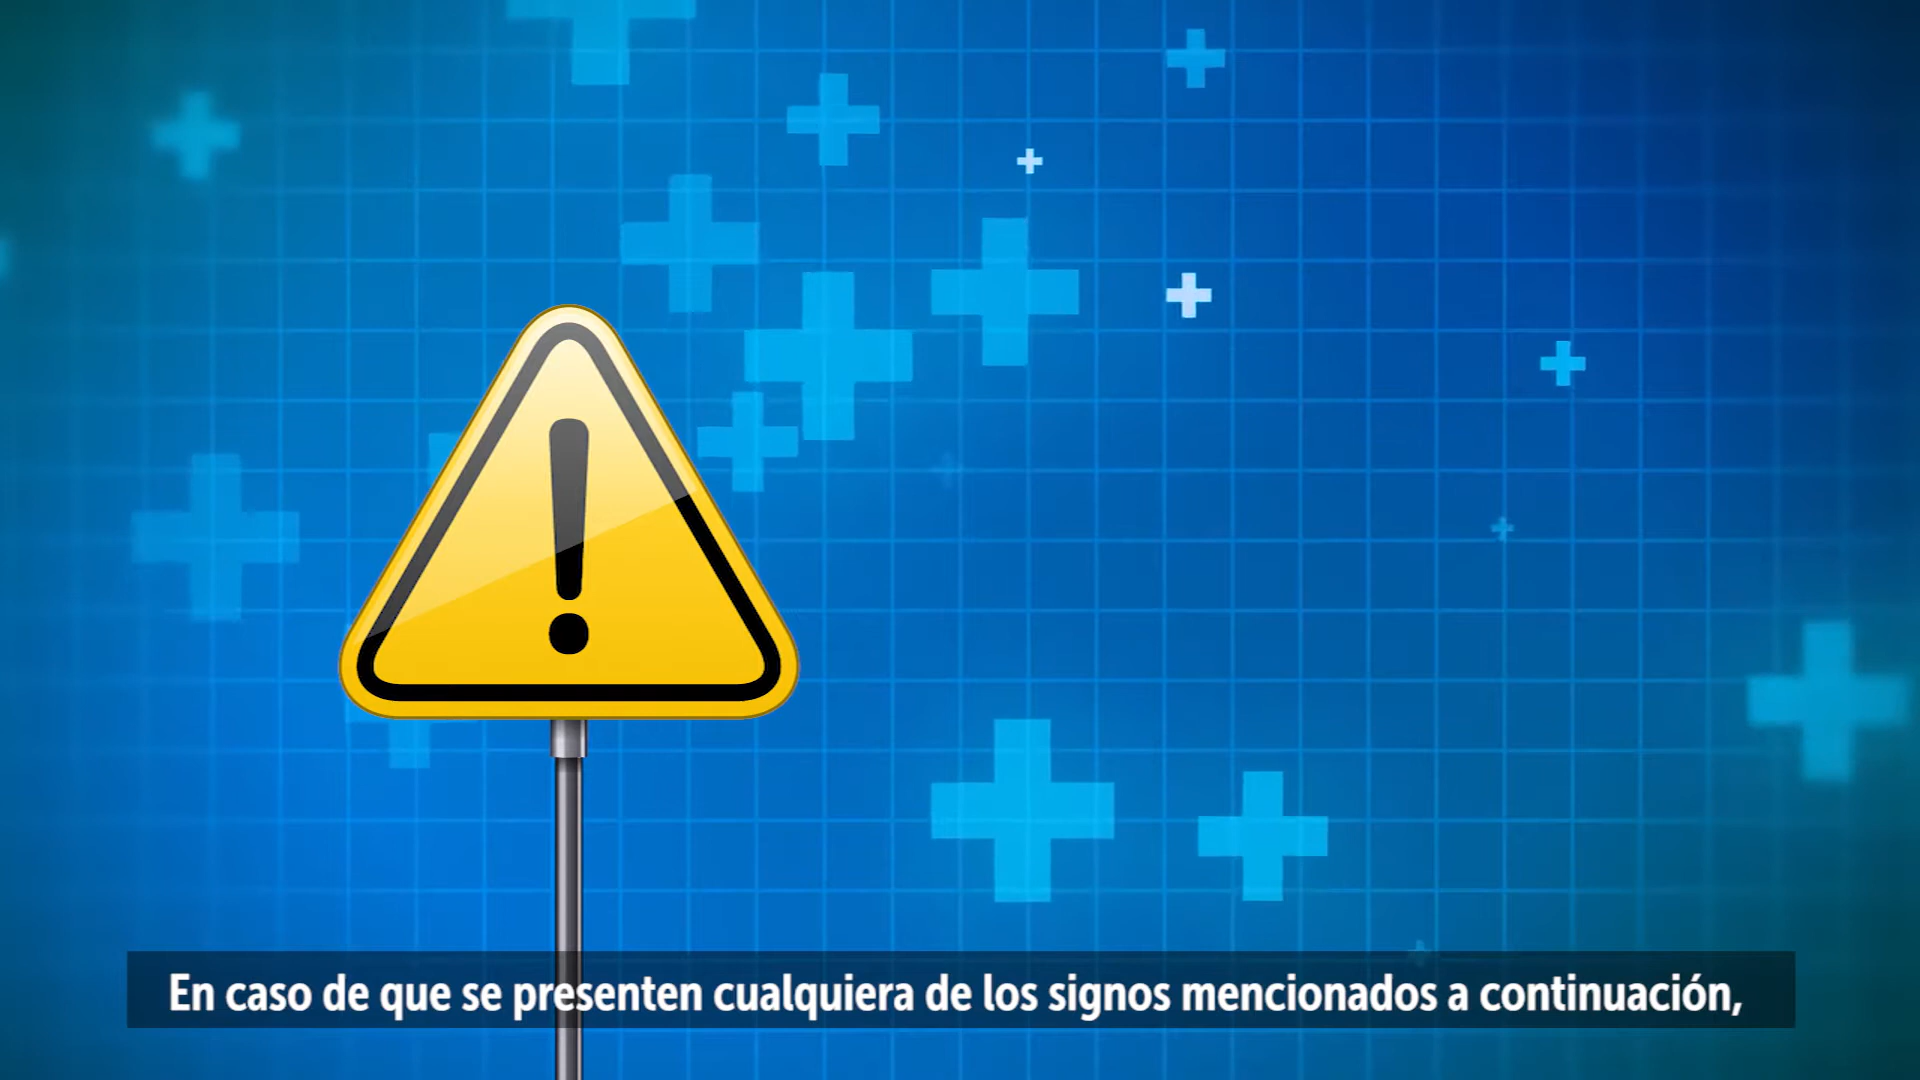 En caso de que se presenten cualquiera de los signos mencionados a continuación,